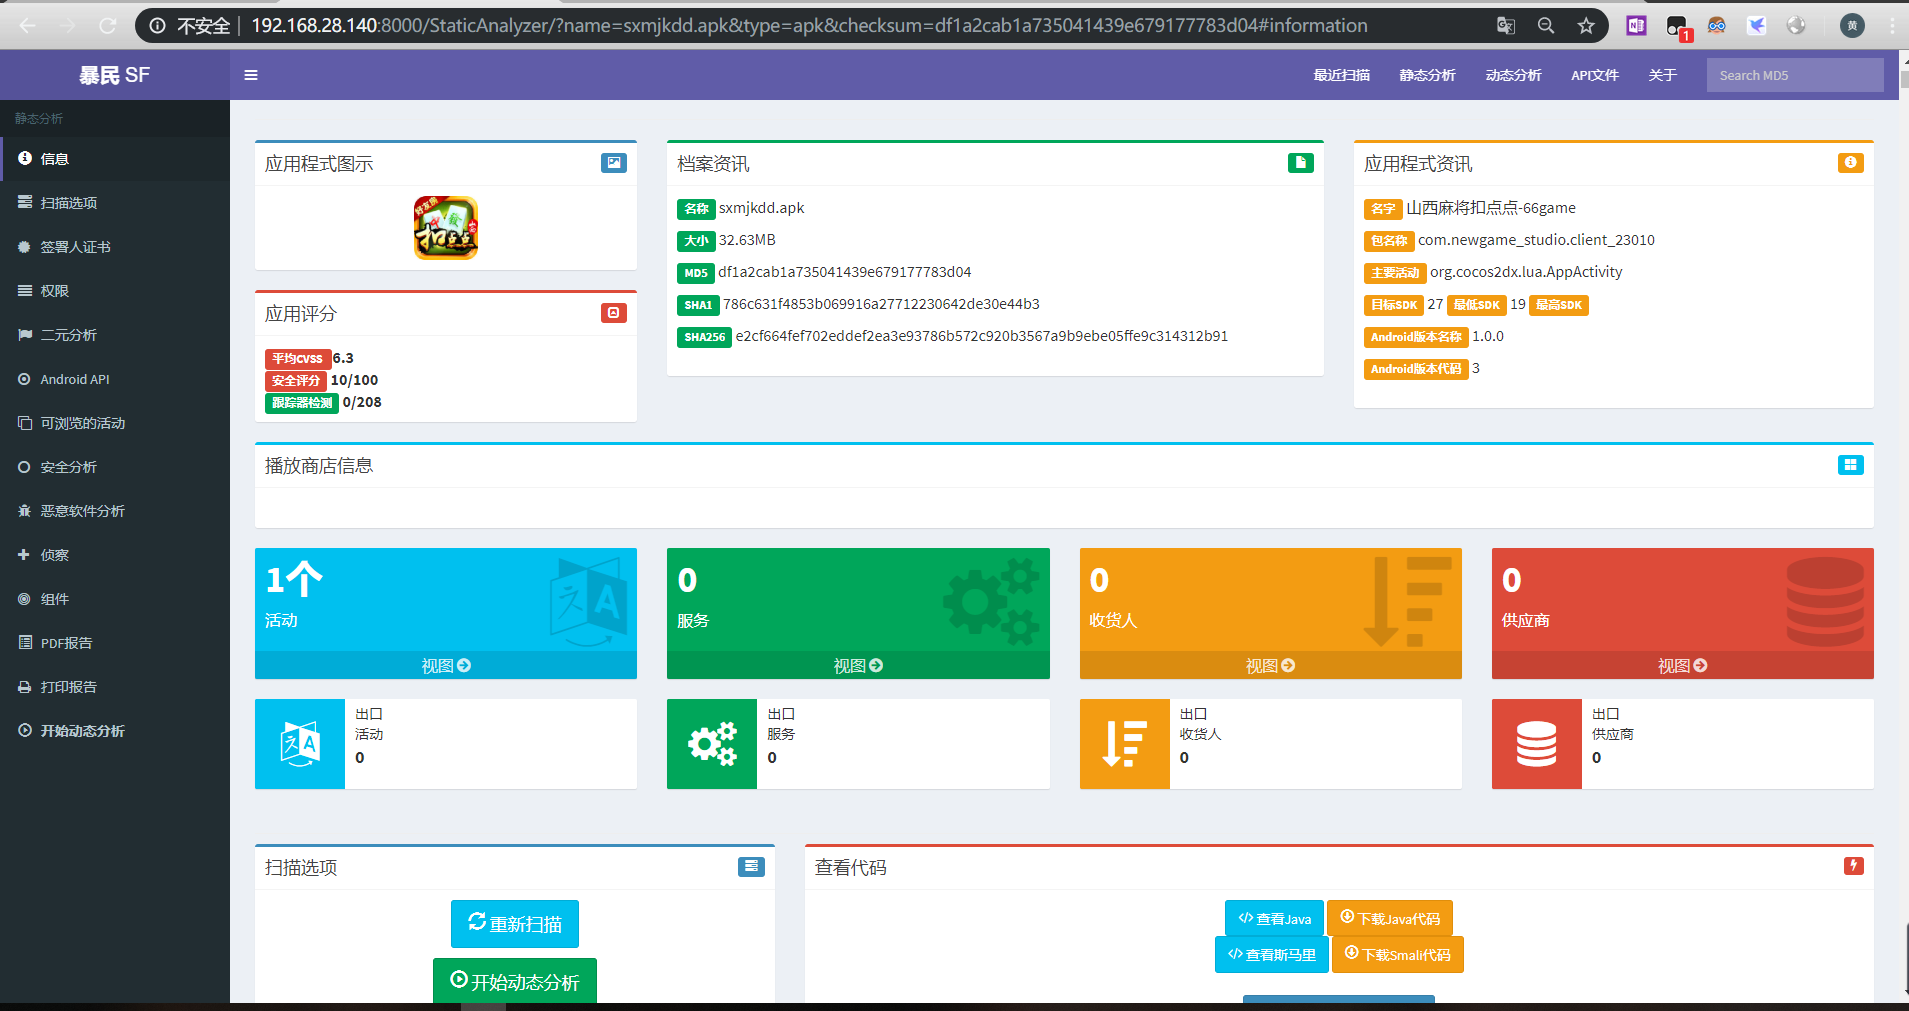 不安全 | 192.168.28.140:8000/StaticAnalyzer/?name=sxmjkdd.apk&type=apk&checksum=df1a2cab1a735041439e679177783d04#information
1
黄
暴民 SF
最近扫描
静态分析
动态分析
API文件
关于
Search MD5
静态分析
信息
扫描选项
签署人证书
权限
二元分析
Android API
可浏览的活动
安全分析
恶意软件分析
侦察
组件
PDF报告
打印报告
开始动态分析
应用程式图示
好友房
扣点点
应用评分
平均CVSS 6.3
安全评分 10/100
跟踪器检测 0/208
档案资讯
名称 sxmjkdd.apk
大小 32.63MB
MD5 df1a2cab1a735041439e679177783d04
SHA1 786c631f4853b069916a27712230642de30e44b3
SHA256 e2cf664fef702eddef2ea3e93786b572c920b3567a9b9ebe05ffe9c314312b91
应用程式资讯
名字 山西麻将扣点点-66game
包名称 com.newgame_studio.client_23010
主要活动 org.cocos2dx.lua.AppActivity
目标SDK 27 最低SDK 19 最高SDK
Android版本名称 1.0.0
Android版本代码 3
播放商店信息
1个
活动
视图
0
服务
视图
0
收货人
视图
0
供应商
视图
出口
活动
0
出口
服务
0
出口
收货人
0
出口
供应商
0
扫描选项
重新扫描
开始动态分析
查看代码
查看Java
下载Java代码
查看斯马里
下载Smali代码